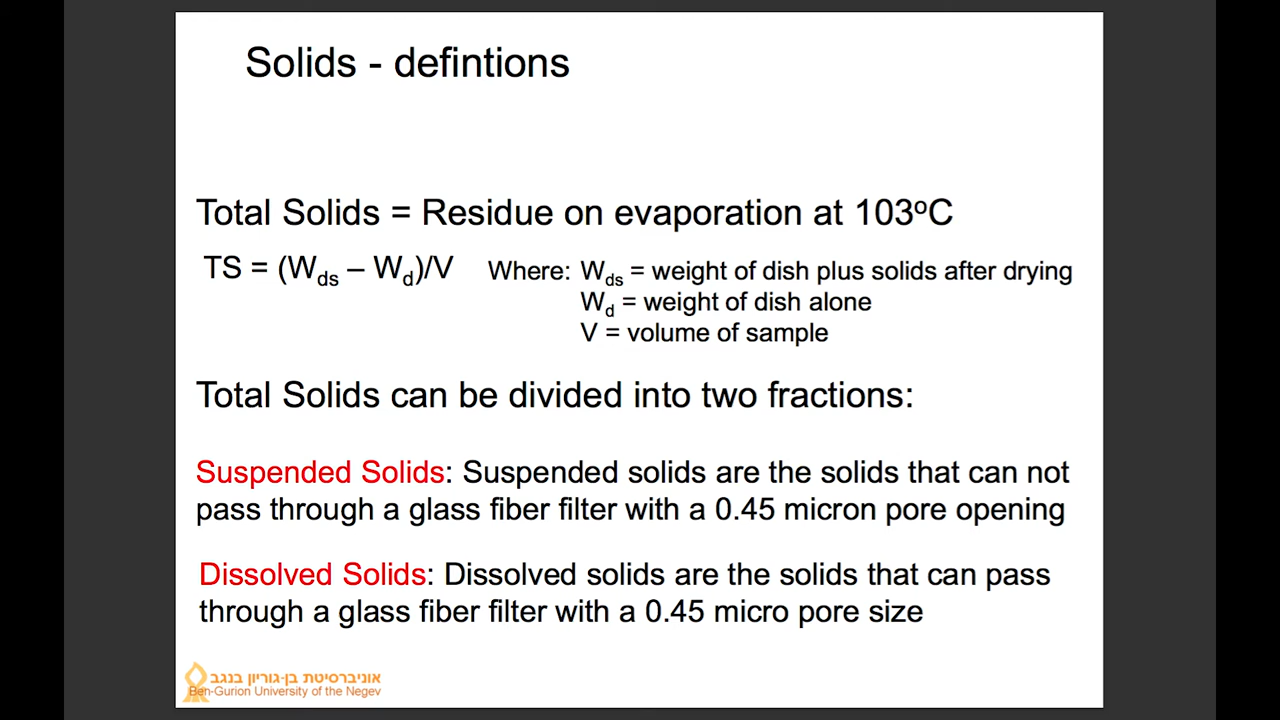 Solids - defintions
Total Solids = Residue on evaporation at 103°C
TS = (Wds – Wd)/V Where: Wds = weight of dish plus solids after drying
Wd = weight of dish alone
V = volume of sample
Total Solids can be divided into two fractions:
Suspended Solids: Suspended solids are the solids that can not
pass through a glass fiber filter with a 0.45 micron pore opening
Dissolved Solids: Dissolved solids are the solids that can pass
through a glass fiber filter with a 0.45 micro pore size
אוניברסיטת בן-גוריון בנגב
Ben-Gurion University of the Negev